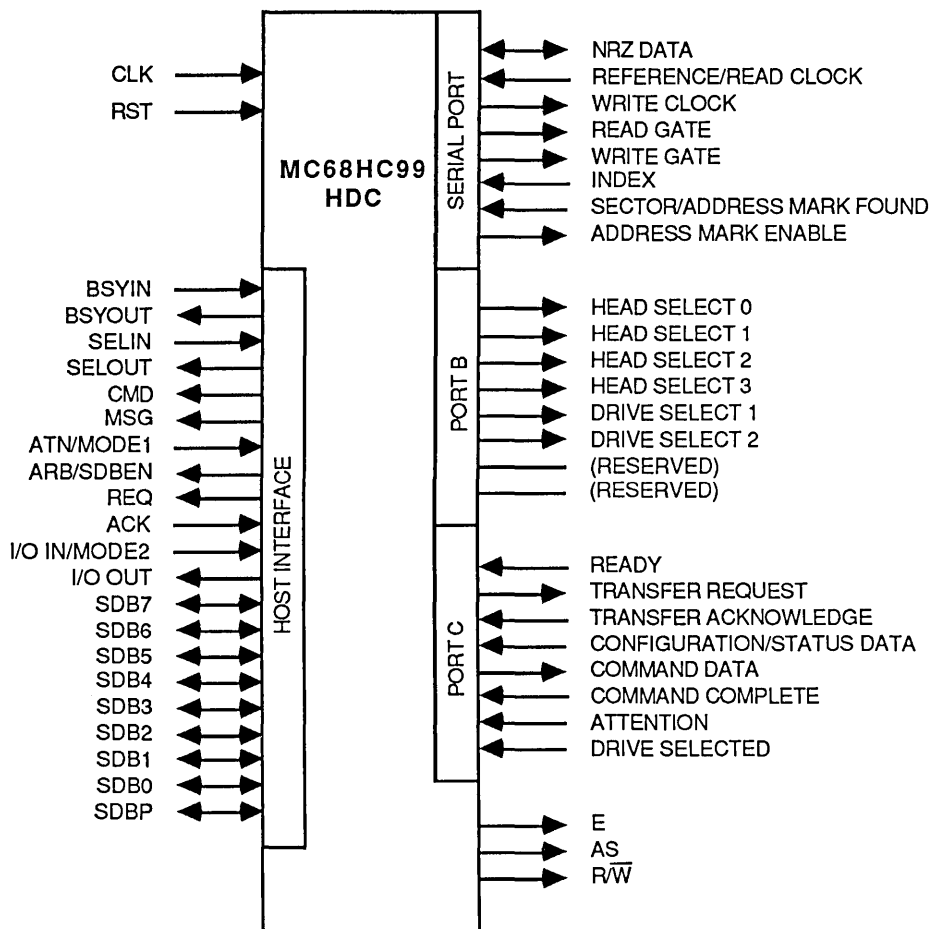 CLK
RST
MC68HC99
HDC
BSYIN
BSYOUT
SELIN
SELOUT
CMD
MSG
ATN/MODE1
ARB/SDBEN
REQ
ACK
I/O IN/MODE2
I/O OUT
SDB7
SDB6
SDB5
SDB4
SDB3
SDB2
SDB1
SDB0
SDBP
HOST INTERFACE
SERIAL PORT
NRZ DATA
REFERENCE/READ CLOCK
WRITE CLOCK
READ GATE
WRITE GATE
INDEX
SECTOR/ADDRESS MARK FOUND
ADDRESS MARK ENABLE
PORT B
HEAD SELECT 0
HEAD SELECT 1
HEAD SELECT 2
HEAD SELECT 3
DRIVE SELECT 1
DRIVE SELECT 2
(RESERVED)
(RESERVED)
PORT C
READY
TRANSFER REQUEST
TRANSFER ACKNOWLEDGE
CONFIGURATION/STATUS DATA
COMMAND DATA
COMMAND COMPLETE
ATTENTION
DRIVE SELECTED
E
AS
R/W̅